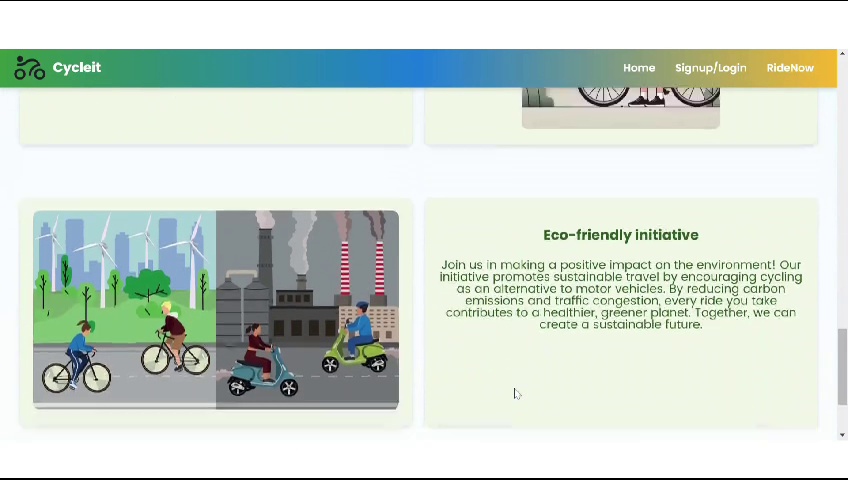 Cycleit
Home Signup/Login RideNow
Eco-friendly initiative
Join us in making a positive impact on the environment! Our
initiative promotes sustainable travel by encouraging cycling
as an alternative to motor vehicles. By reducing carbon
emissions and traffic congestion, every ride you take
contributes to a healthier, greener planet. Together, we can
create a sustainable future.